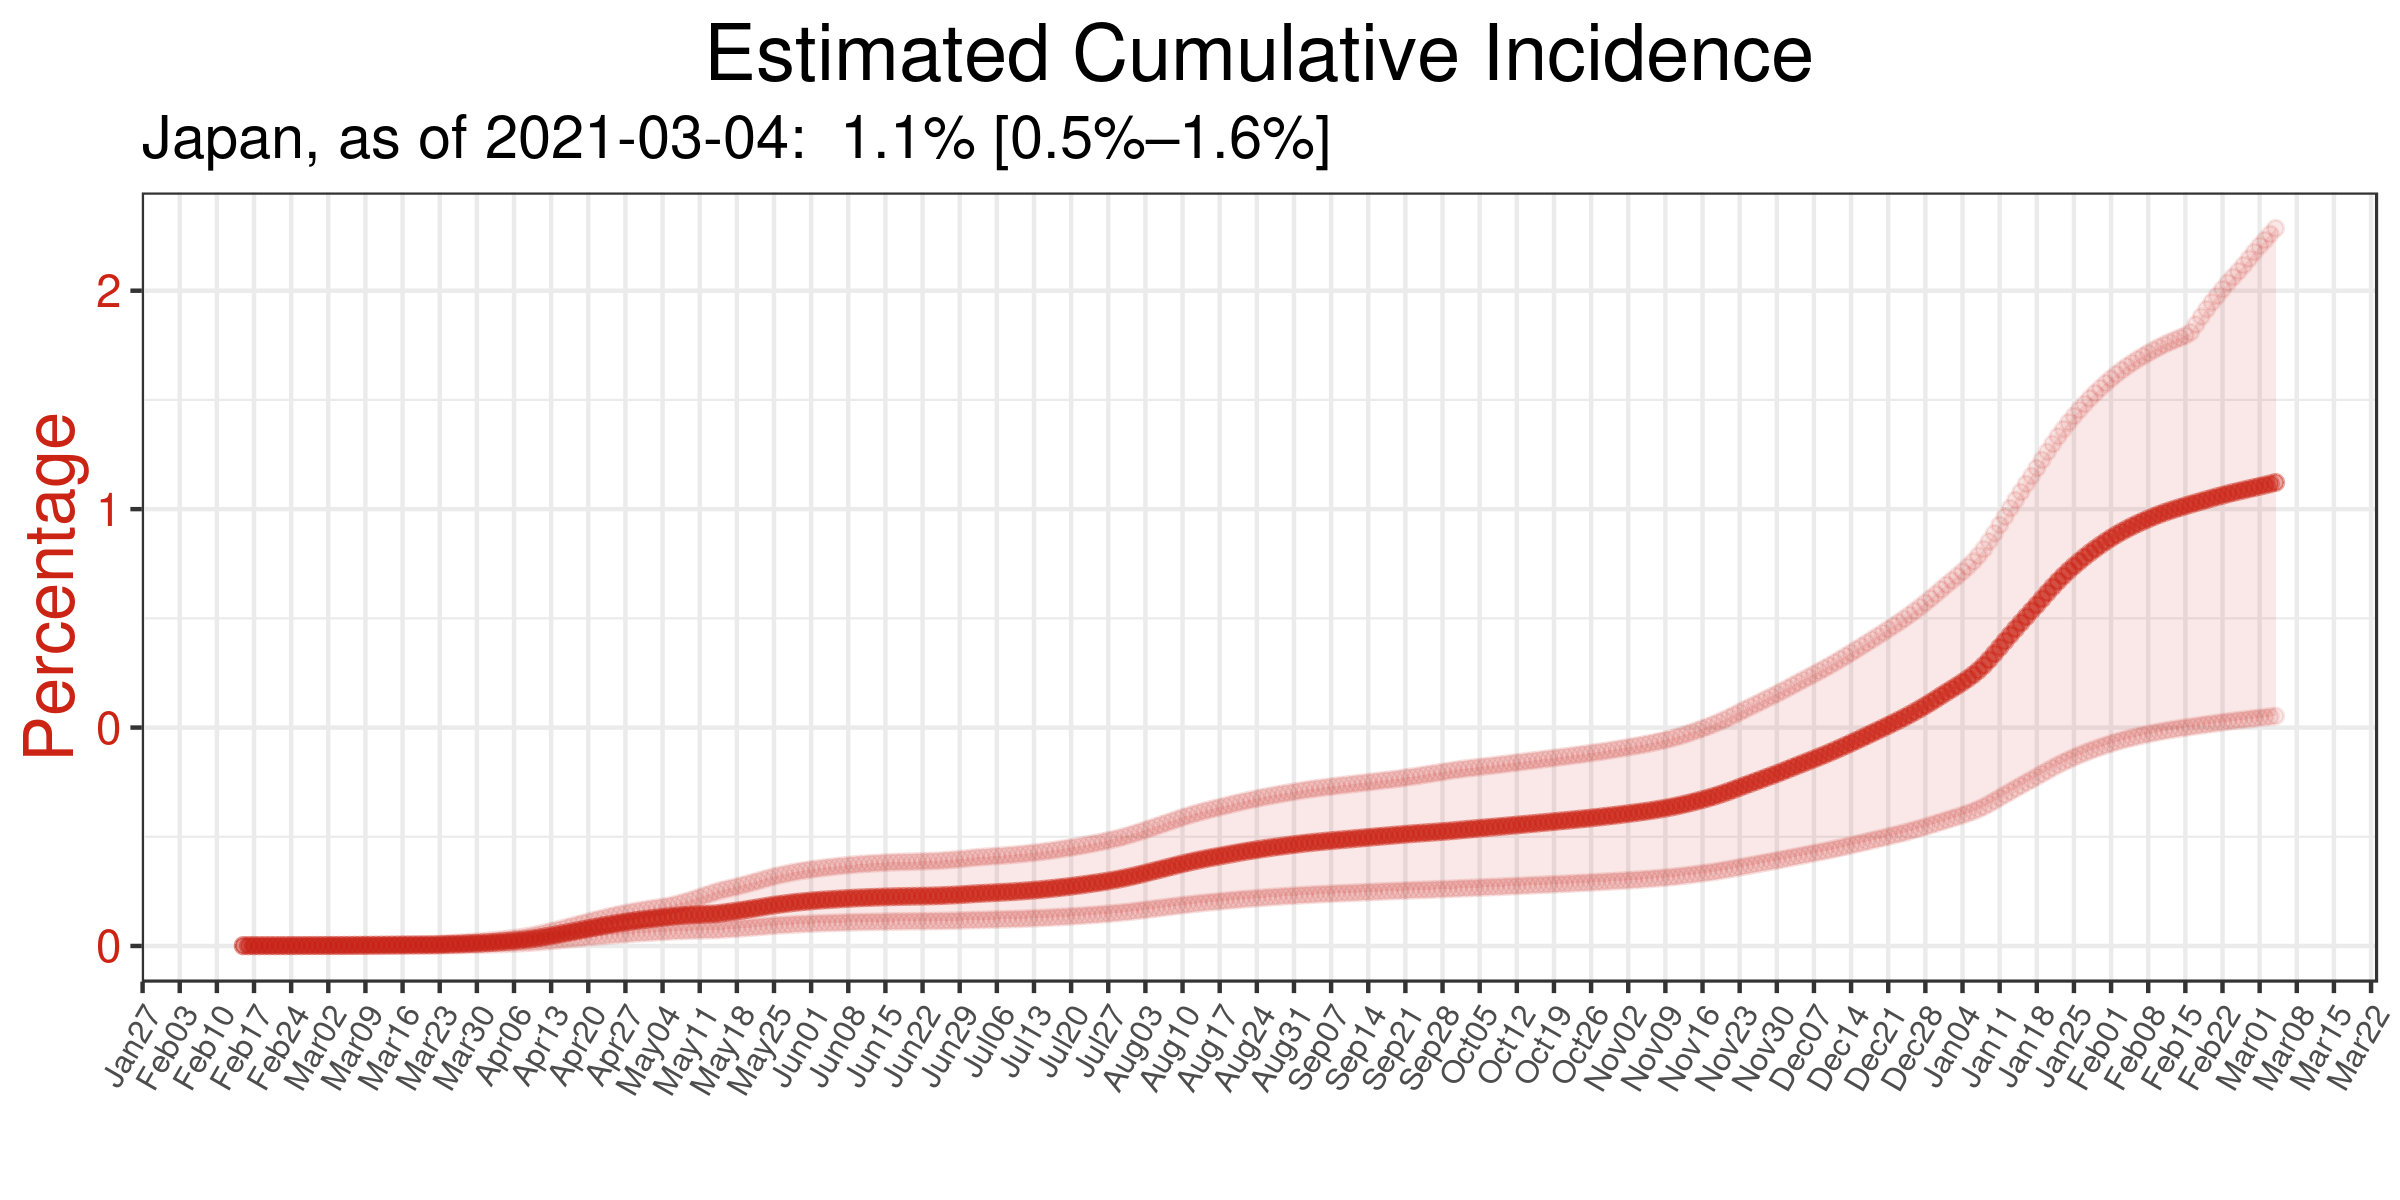 Estimated Cumulative Incidence
Japan, as of 2021-03-04:  1.1% [0.5%–1.6%]
Percentage
2
1
0
0
Jan27
Feb03
Feb10
Feb17
Feb24
Mar02
Mar09
Mar16
Mar23
Mar30
Apr06
Apr13
Apr20
Apr27
May04
May11
May18
May25
Jun01
Jun08
Jun15
Jun22
Jun29
Jul06
Jul13
Jul20
Jul27
Aug03
Aug10
Aug17
Aug24
Aug31
Sep07
Sep14
Sep21
Sep28
Oct05
Oct12
Oct19
Oct26
Nov02
Nov09
Nov16
Nov23
Nov30
Dec07
Dec14
Dec21
Dec28
Jan04
Jan11
Jan18
Jan25
Feb01
Feb08
Feb15
Feb22
Mar01
Mar08
Mar15
Mar22